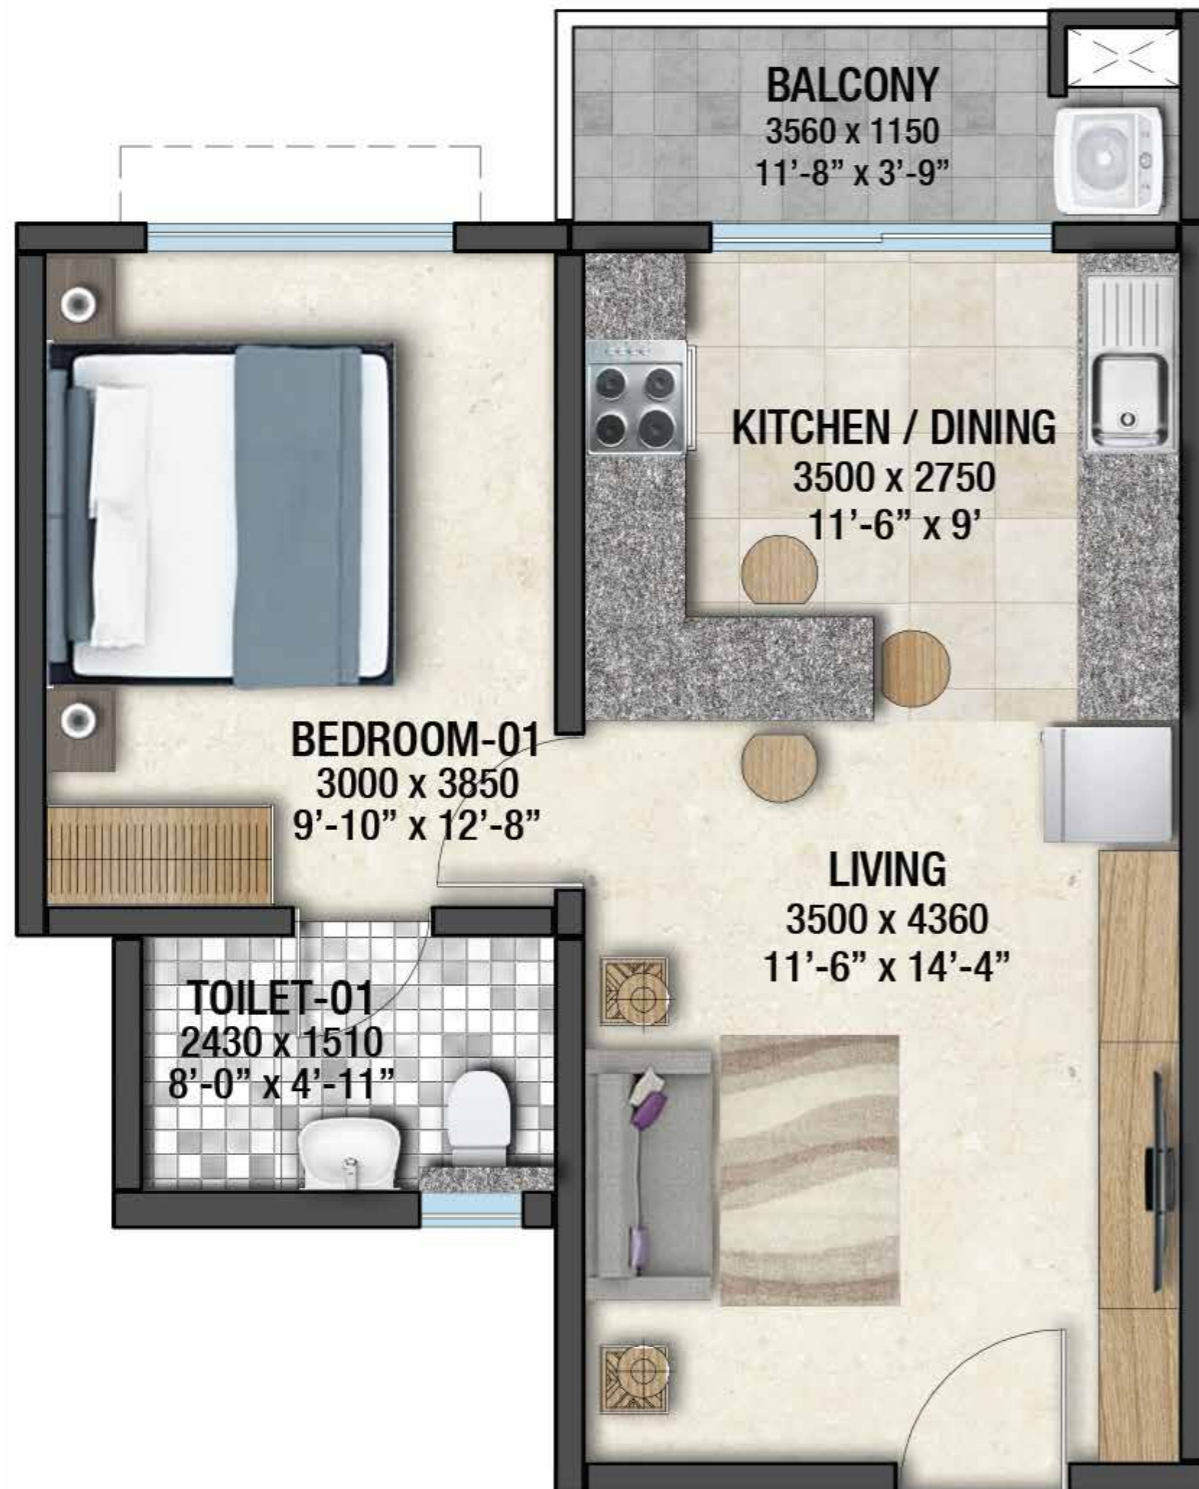 BALCONY
3560 x 1150
11'-8" x 3'-9"
KITCHEN / DINING
3500 x 2750
11'-6" x 9'
BEDROOM-01
3000 x 3850
9'-10" x 12'-8"
LIVING
3500 x 4360
11'-6" x 14'-4"
TOILET-01
2430 x 1510
8'-0" x 4'-11"